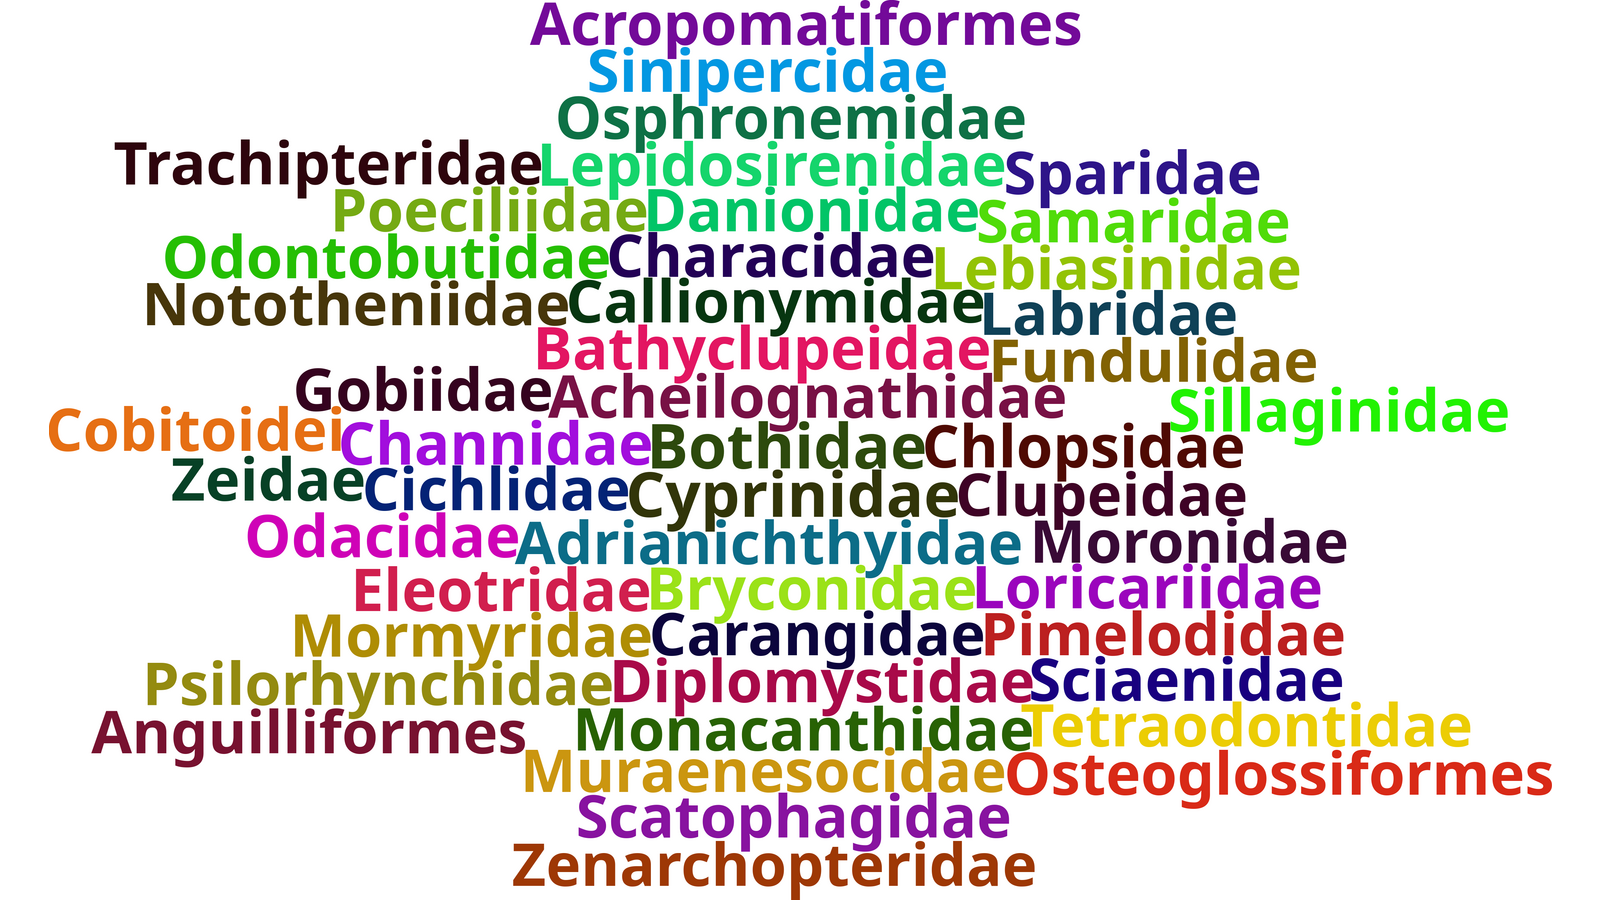 Acropomatiformes
Sinipercidae
Osphronemidae
Trachipteridae Lepidosirenidae Sparidae
Poeciliidae Danionidae Samaridae
Odontobutidae Characidae Lebiasinidae
Nototheniidae Callionymidae Labridae
Bathyclupeidae Fundulidae
Gobiidae Acheilognathidae Sillaginidae
Cobitoidei Channidae Bothidae Chlopsidae
Zeidae Cichlidae Cyprinidae Clupeidae
Odacidae Adrianichthyidae Moronidae
Eleotridae Bryconidae Loricariidae
Mormyridae Carangidae Pimelodidae
Psilorhynchidae Diplomystidae Sciaenidae
Anguilliformes Monacanthidae Tetraodontidae
Muraenesocidae Osteoglossiformes
Scatophagidae
Zenarchopteridae